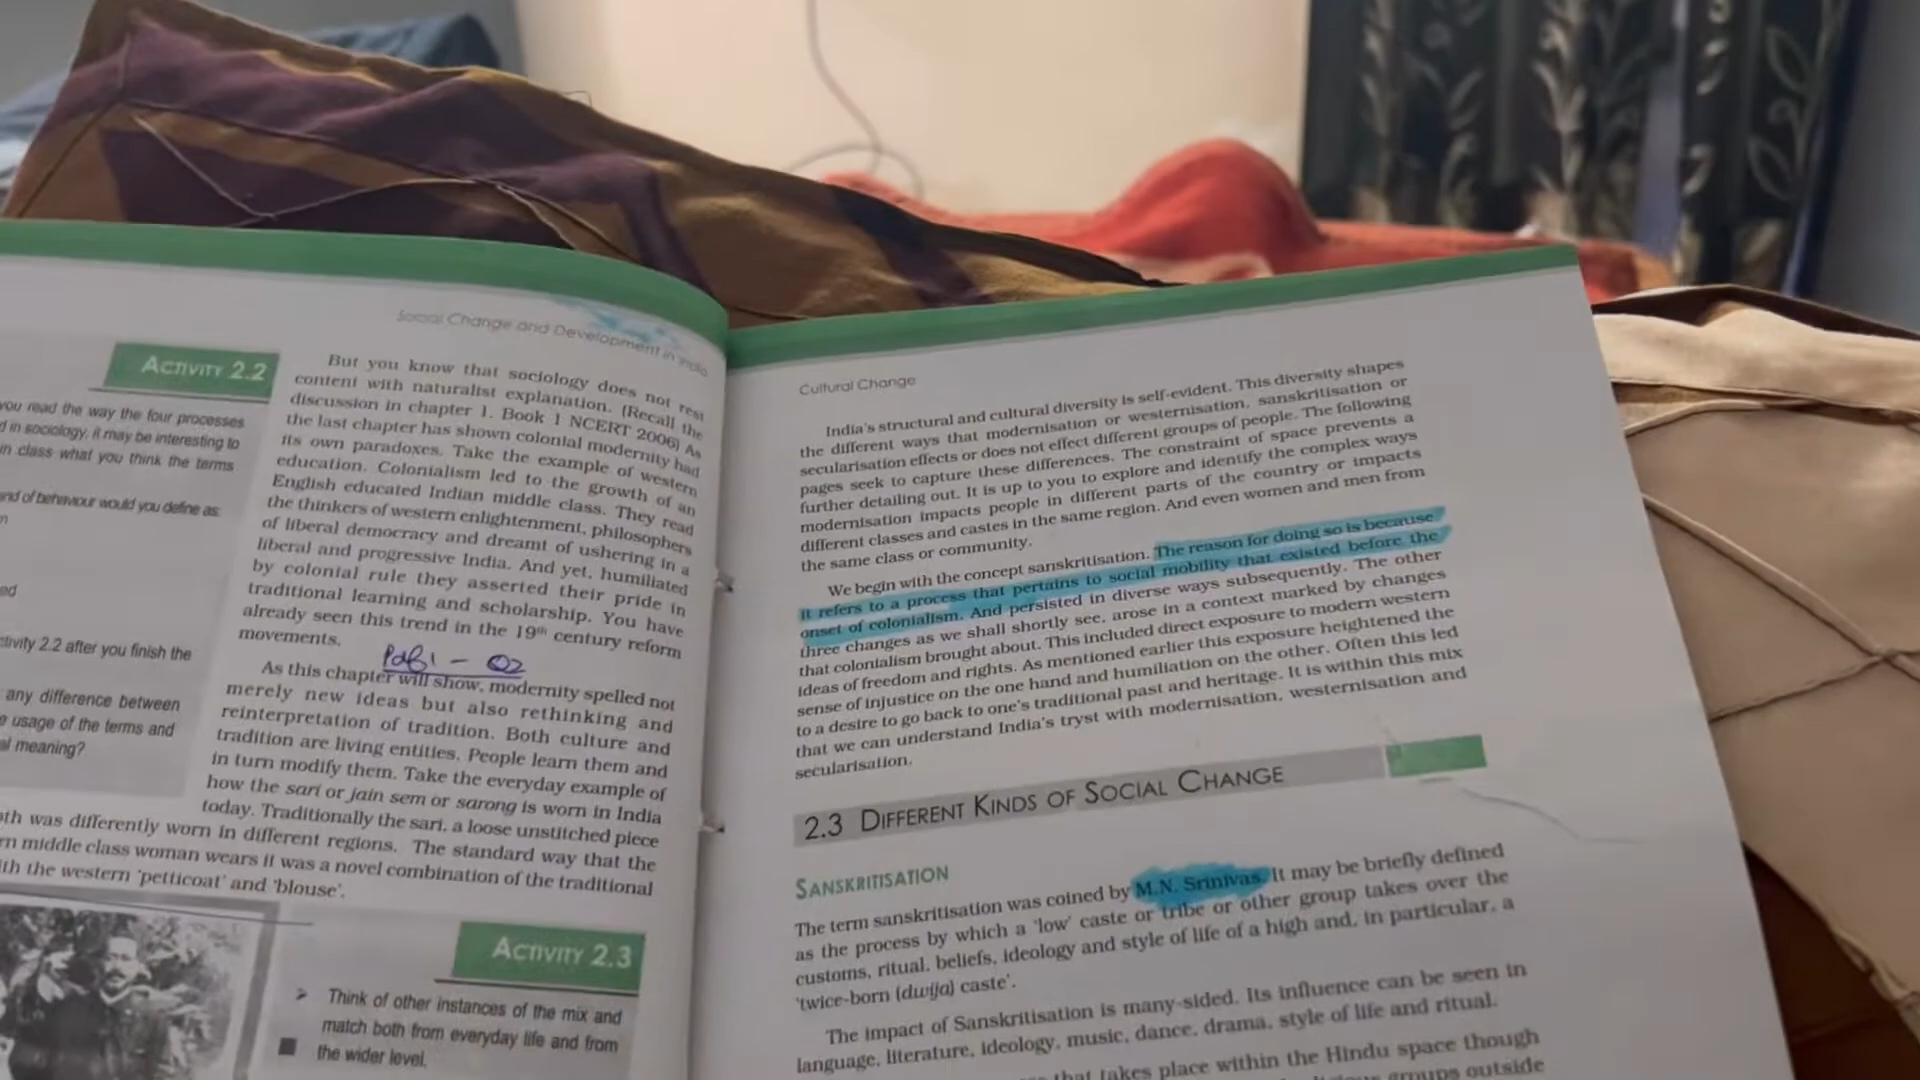 Social Change and Development in India
ACTIVITY 2.2
you read the way the four processes
d in sociology, it may be interesting to
in class what you think the terms
nd of behaviour would you define as:
ed
ctivity 2.2 after you finish the
any difference between
e usage of the terms and
al meaning?
But you know that sociology does not rest
content with naturalist explanation. (Recall the
discussion in chapter 1. Book 1 NCERT 2006) As
the last chapter has shown colonial modernity had
its own paradoxes. Take the example of western
education. Colonialism led to the growth of an
English educated Indian middle class. They read
the thinkers of western enlightenment, philosophers
of liberal democracy and dreamt of ushering in a
liberal and progressive India. And yet, humiliated
by colonial rule they asserted their pride in
traditional learning and scholarship. You have
already seen this trend in the 19th century reform
movements.
As this chapter will show, modernity spelled not
merely new ideas but also rethinking and
reinterpretation of tradition. Both culture and
tradition are living entities. People learn them and
in turn modify them. Take the everyday example of
how the sari or jain sem or sarong is worn in India
today. Traditionally the sari, a loose unstitched piece
oth was differently worn in different regions. The standard way that the
rn middle class woman wears it was a novel combination of the traditional
ith the western 'petticoat' and 'blouse'.
ACTIVITY 2.3
➢ Think of other instances of the mix and
match both from everyday life and from
the wider level.
Cultural Change
India's structural and cultural diversity is self-evident. This diversity shapes
the different ways that modernisation or westernisation, sanskritisation or
secularisation effects or does not effect different groups of people. The following
pages seek to capture these differences. The constraint of space prevents a
further detailing out. It is up to you to explore and identify the complex ways
modernisation impacts people in different parts of the country or impacts
different classes and castes in the same region. And even women and men from
the same class or community.
We begin with the concept sanskritisation. The reason for doing so is because
it refers to a process that pertains to social mobility that existed before the
onset of colonialism. And persisted in diverse ways subsequently. The other
three changes as we shall shortly see, arose in a context marked by changes
that colonialism brought about. This included direct exposure to modern western
ideas of freedom and rights. As mentioned earlier this exposure heightened the
sense of injustice on the one hand and humiliation on the other. Often this led
to a desire to go back to one's traditional past and heritage. It is within this mix
that we can understand India's tryst with modernisation, westernisation and
secularisation.
2.3 DIFFERENT KINDS OF SOCIAL CHANGE
SANSKRITISATION
The term sanskritisation was coined by M.N. Srinivas. It may be briefly defined
as the process by which a 'low' caste or tribe or other group takes over the
customs, ritual, beliefs, ideology and style of life of a high and, in particular, a
'twice-born (dwija) caste'.
The impact of Sanskritisation is many-sided. Its influence can be seen in
language, literature, ideology, music, dance, drama, style of life and ritual.
that takes place within the Hindu space though
groups outside